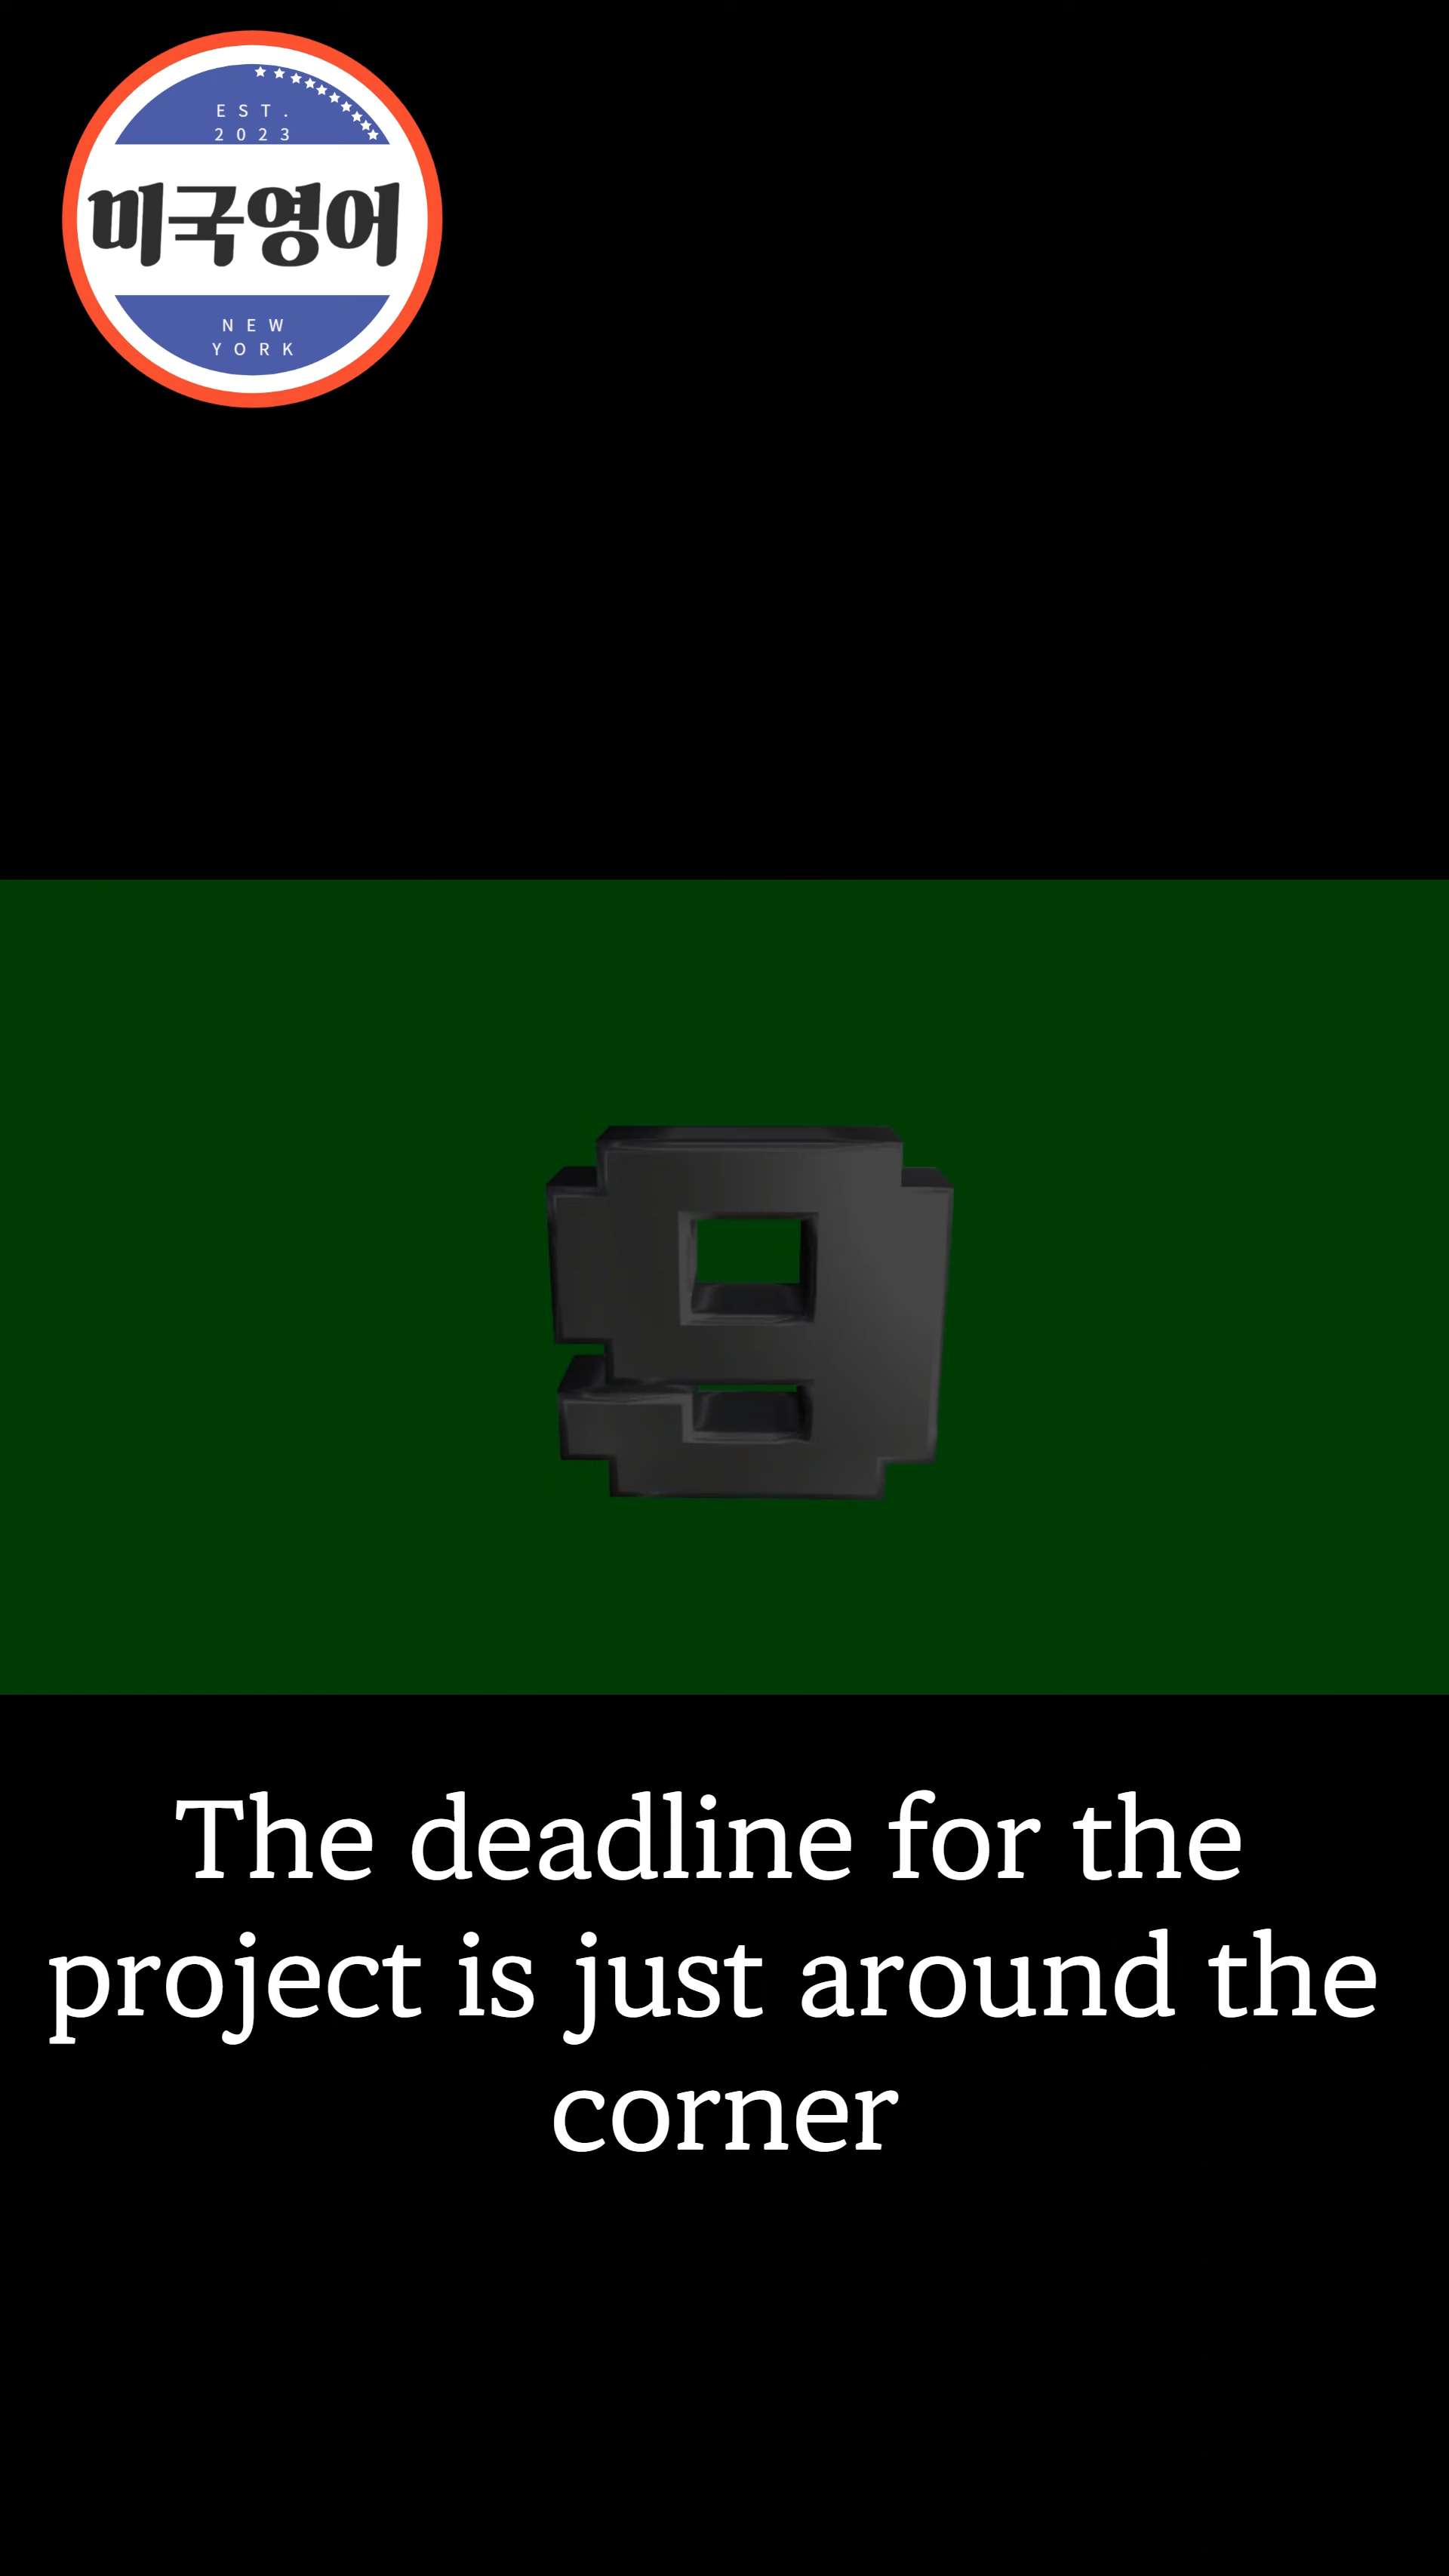 EST.
2023
미국영어
NEW
YORK
9
The deadline for the
project is just around the
corner